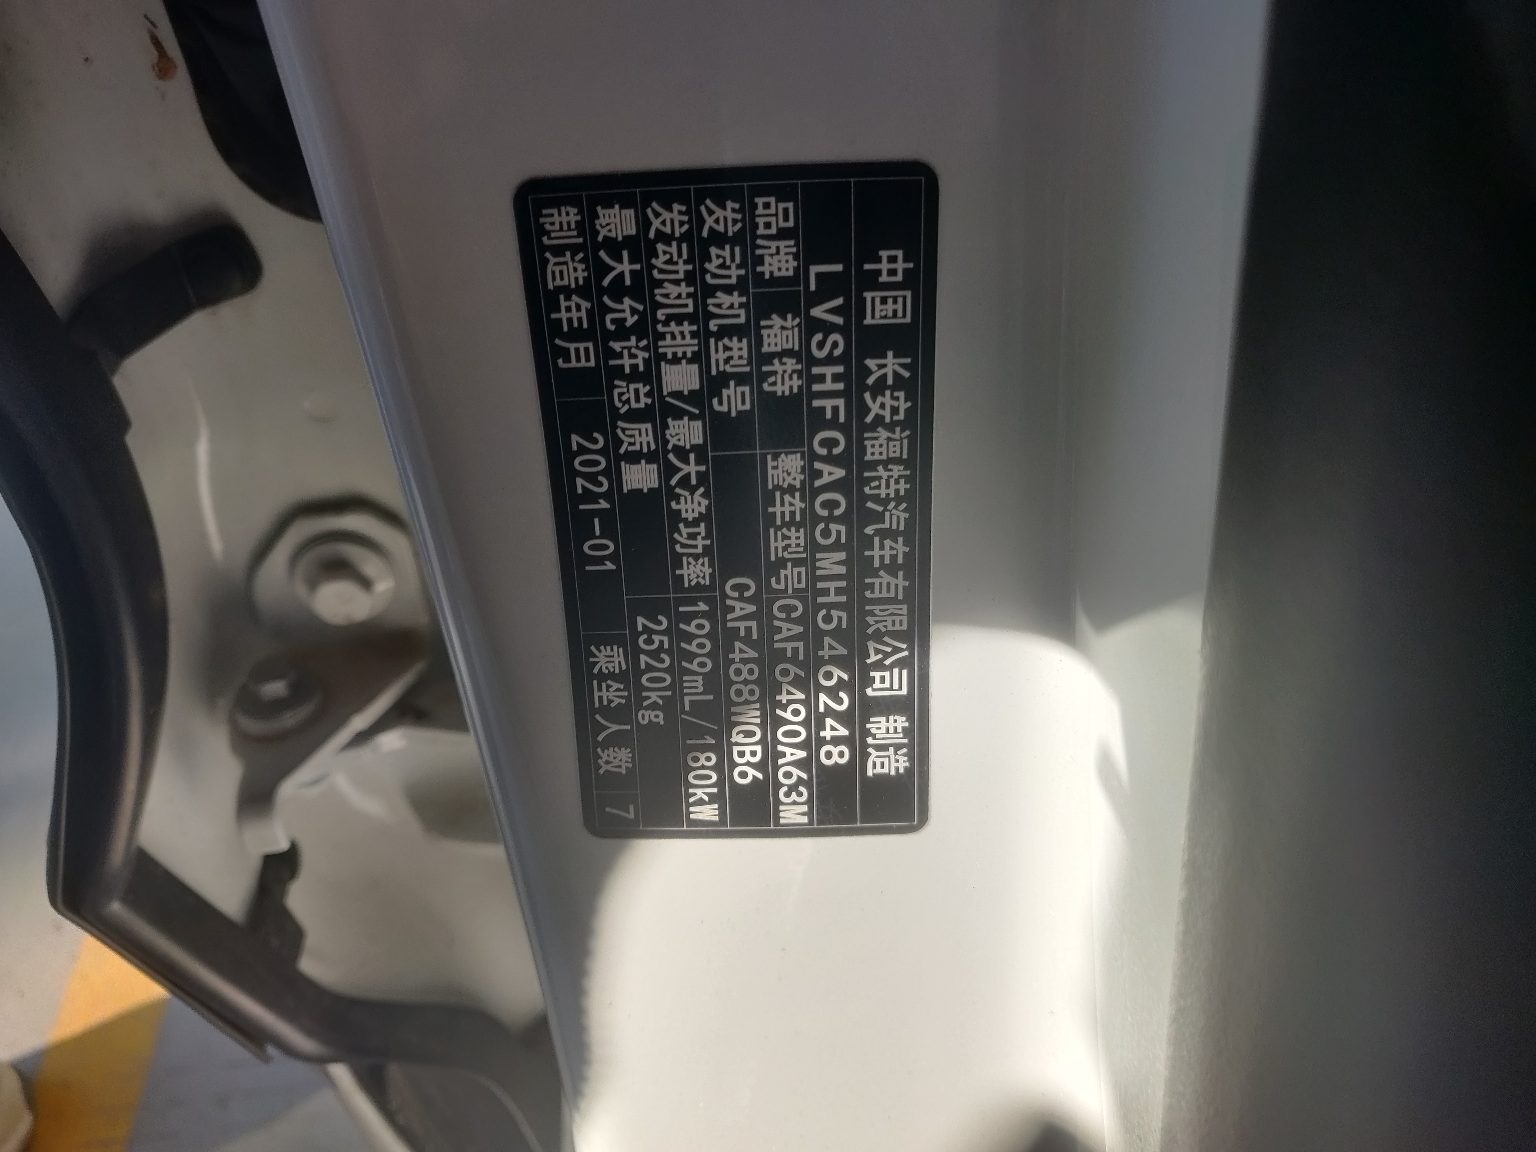 中国 长安福特汽车有限公司 制造
LVSHFCAC5MH546248
品牌 福特 整车型号 CAF6490A63M
发动机型号 CAF488WQB6
发动机排量/最大净功率 1999mL/180kW
最大允许总质量 2520kg
制造年月 2021-01 乘坐人数 7